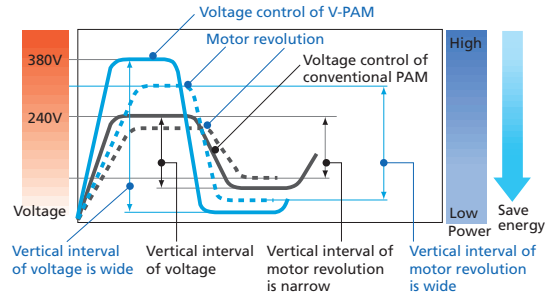 Voltage control of V-PAM
Motor revolution
Voltage control of
conventional PAM
380V
240V
Voltage
High
Low
Power
Save
energy
Vertical interval
of voltage is wide
Vertical interval
of voltage
Vertical interval of
motor revolution
is narrow
Vertical interval of
motor revolution
is wide